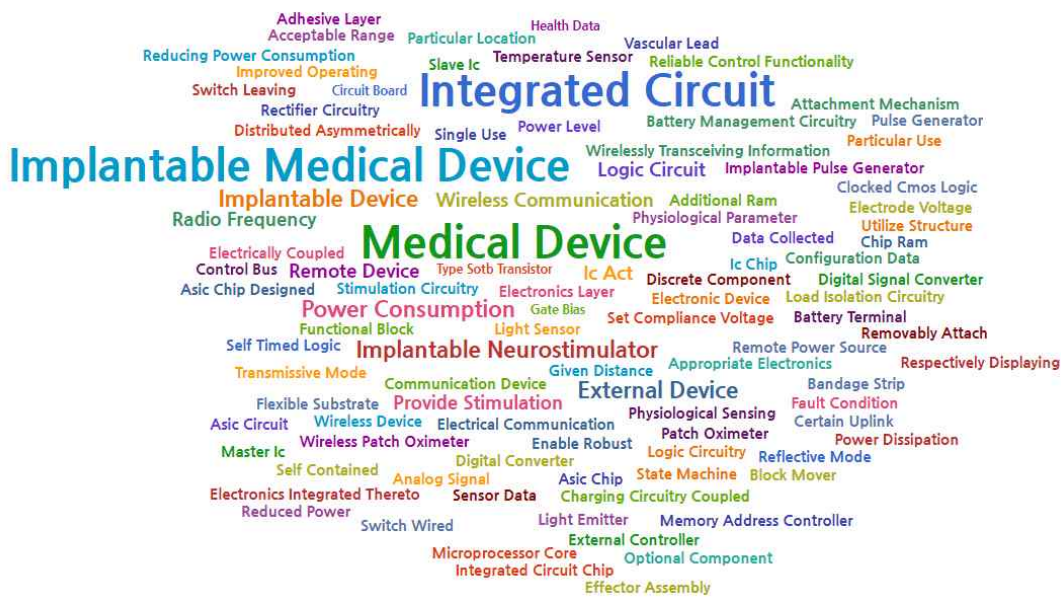 Adhesive Layer
Health Data
Acceptable Range
Particular Location
Vascular Lead
Reducing Power Consumption
Temperature Sensor
Reliable Control Functionality
Slave Ic
Improved Operating
Switch Leaving
Circuit Board
Integrated Circuit
Attachment Mechanism
Rectifier Circuitry
Battery Management Circuitry
Pulse Generator
Distributed Asymmetrically
Single Use
Power Level
Particular Use
Implantable Medical Device
Wirelessly Transceiving Information
Logic Circuit
Implantable Pulse Generator
Clocked Cmos Logic
Implantable Device
Wireless Communication
Additional Ram
Electrode Voltage
Radio Frequency
Physiological Parameter
Utilize Structure
Medical Device
Data Collected
Chip Ram
Electrically Coupled
Configuration Data
Control Bus
Remote Device
Type Sotb Transistor
Ic Act
Ic Chip
Discrete Component
Digital Signal Converter
Asic Chip Designed
Stimulation Circuitry
Electronics Layer
Electronic Device
Load Isolation Circuitry
Power Consumption
Gate Bias
Set Compliance Voltage
Battery Terminal
Functional Block
Light Sensor
Removably Attach
Self Timed Logic
Implantable Neurostimulator
Remote Power Source
Appropriate Electronics
Respectively Displaying
Transmissive Mode
Given Distance
Communication Device
External Device
Bandage Strip
Flexible Substrate
Provide Stimulation
Fault Condition
Physiological Sensing
Asic Circuit
Wireless Device
Electrical Communication
Certain Uplink
Patch Oximeter
Wireless Patch Oximeter
Enable Robust
Power Dissipation
Master Ic
Logic Circuitry
Reflective Mode
Digital Converter
Self Contained
State Machine
Block Mover
Analog Signal
Asic Chip
Electronics Integrated Thereto
Sensor Data
Charging Circuitry Coupled
Reduced Power
Switch Wired
Light Emitter
Memory Address Controller
External Controller
Microprocessor Core
Optional Component
Integrated Circuit Chip
Effector Assembly